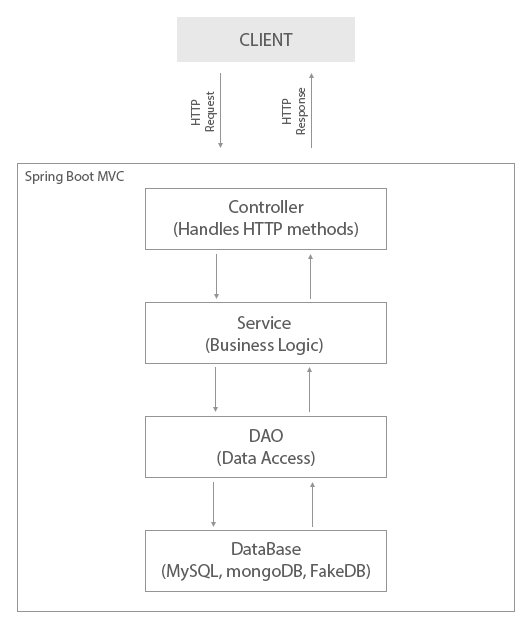 CLIENT
HTTP
Request
HTTP
Response
Spring Boot MVC
Controller
(Handles HTTP methods)
Service
(Business Logic)
DAO
(Data Access)
DataBase
(MySQL, mongoDB, FakeDB)